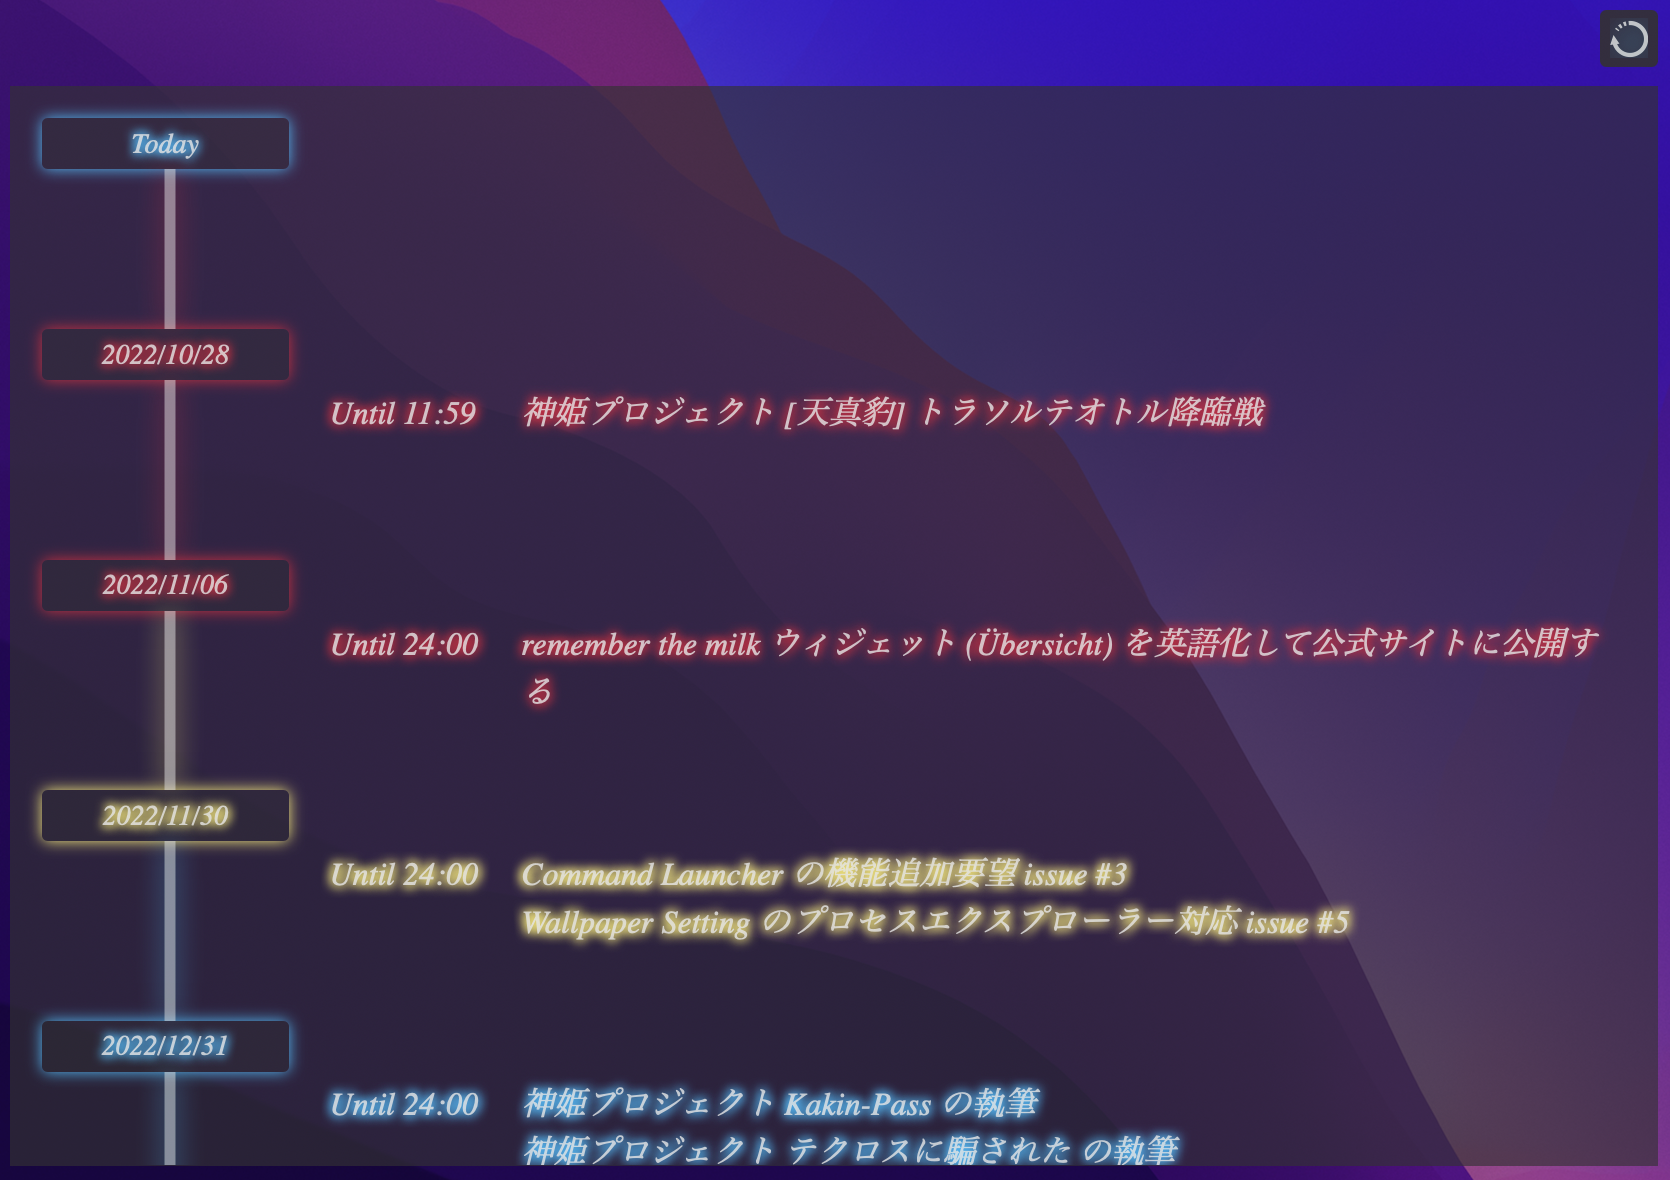 Today
2022/10/28
Until 11:59 神姫プロジェクト [天真豹] トラソルテオトル降臨戦
2022/11/06
Until 24:00 remember the milk ウィジェット (Übersicht) を英語化して公式サイトに公開す
る
2022/11/30
Until 24:00 Command Launcher の機能追加要望 issue #3
Wallpaper Setting のプロセスエクスプローラー対応 issue #5
2022/12/31
Until 24:00 神姫プロジェクト Kakin-Pass の執筆
神姫プロジェクト テクロスに騙された の執筆